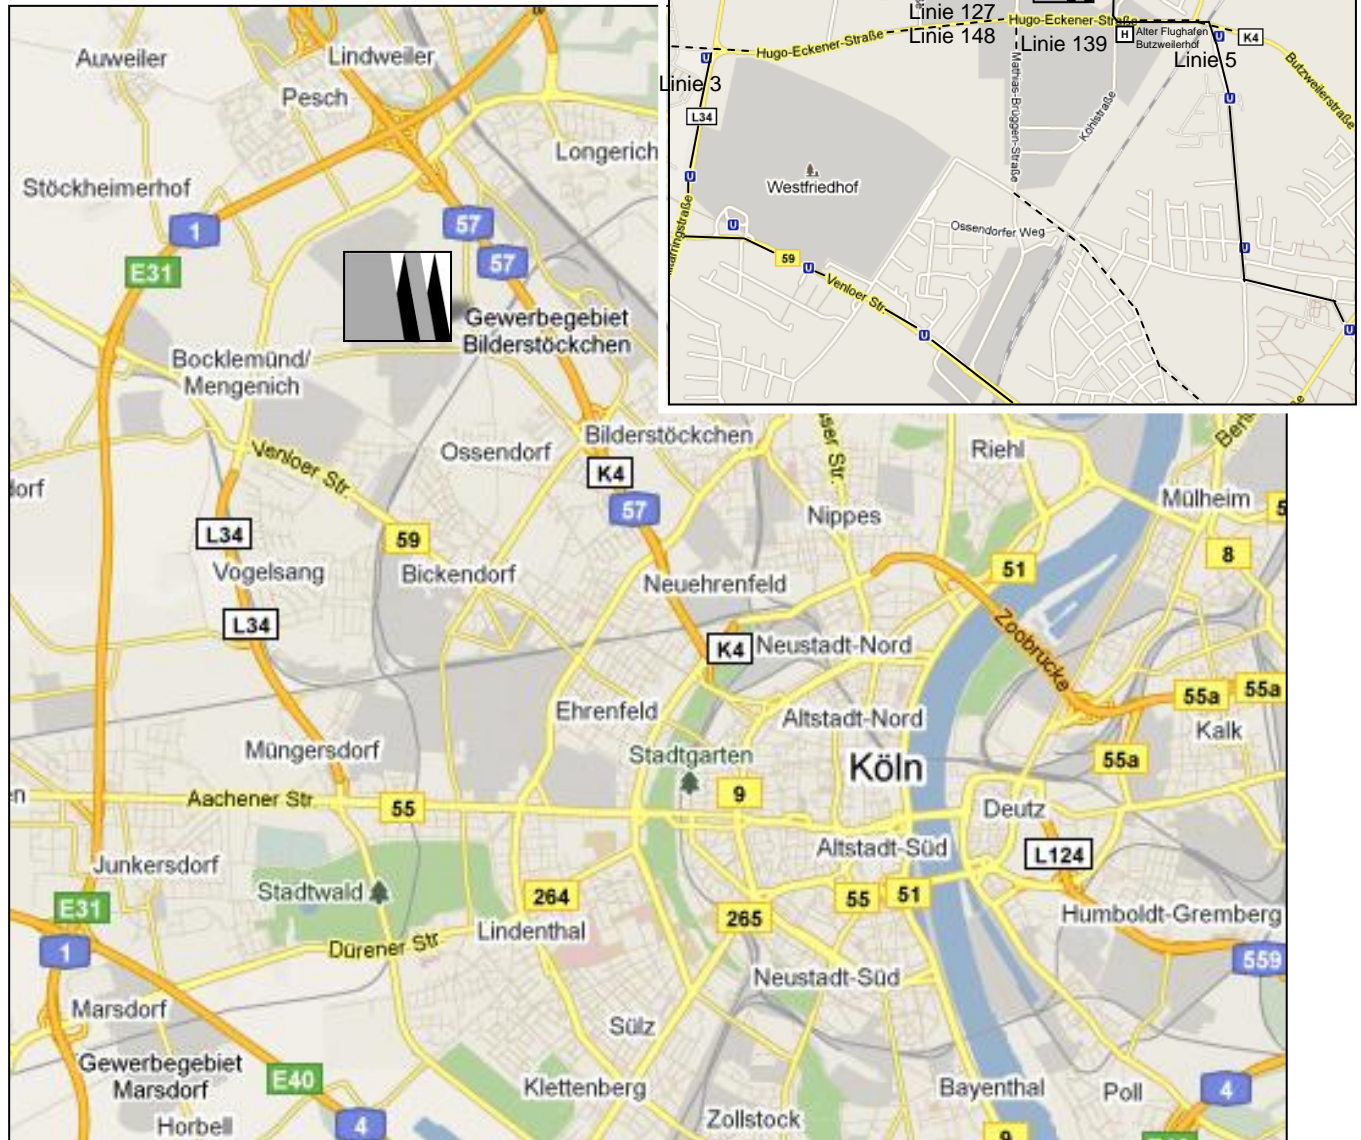 Auweiler
Lindweiler
Pesch
Longerich
Stöckheimerhof
1
57
57
E31
Gewerbegebiet
Bilderstöckchen
Bocklemünd/
Mengenich
Linie 127
Hugo-Eckener-Straße
Linie 148
Linie 139
H
Alter Flughafen
Butzweilerhof
U
K4
Hugo-Eckener-Straße
Linie 5
U
Linie 3
Butzweilerstraße
Mathias-Brüggen-Straße
U
L34
Kohlstraße
Westfriedhof
U
U
Ossendorfer Weg
U
59
U
Venloer Str.
U
U
Bilderstöckchen
Riehl
Ossendorf
Venloer Str.
K4
Mülheim
57
Nippes
L34
59
8
51
Vogelsang
Bickendorf
Neuehrenfeld
L34
Zoobrücke
K4
Neustadt-Nord
55a
55a
Ehrenfeld
Altstadt-Nord
Kalk
Müngersdorf
Stadtgarten
Köln
55a
9
Aachener Str
55
Deutz
Altstadt-Süd
L124
Junkersdorf
Stadtwald
264
55
51
E31
265
Humboldt-Gremberg
Lindenthal
Dürener Str
1
559
Neustadt-Süd
Marsdorf
Sülz
Gewerbegebiet
Marsdorf
E40
Klettenberg
Bayenthal
Poll
4
Horbell
4
Zollstock
9